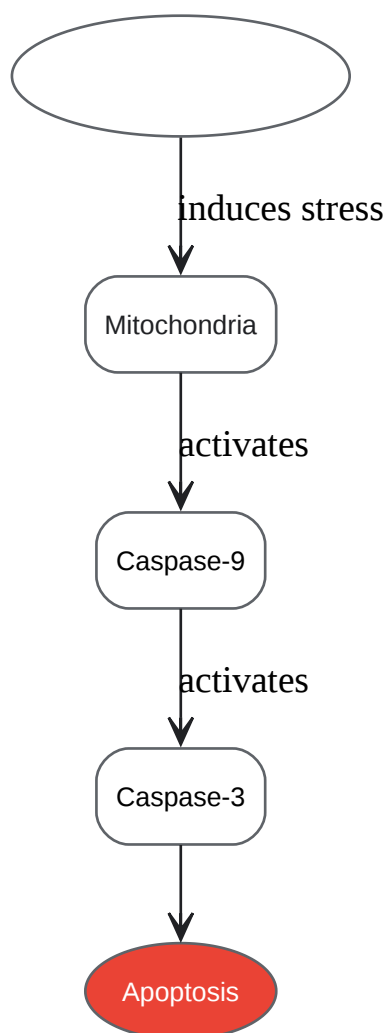 induces stress
Mitochondria
activates
Caspase-9
activates
Caspase-3
Apoptosis